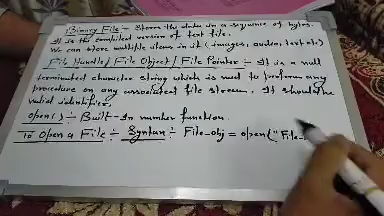 Binary File :- Stores the data in a sequence of bytes.
It is the compiled version of text file.
We can store multiple items in it (images, audio, text etc)
File Handle / File Object / File Pointer :- It is a null
terminated character string which is used to perform any
procedure on any associated file stream. It should be
valid identifier.
open() :- Built-In number function.
To open a File :- Syntax :- File_obj = open("File-